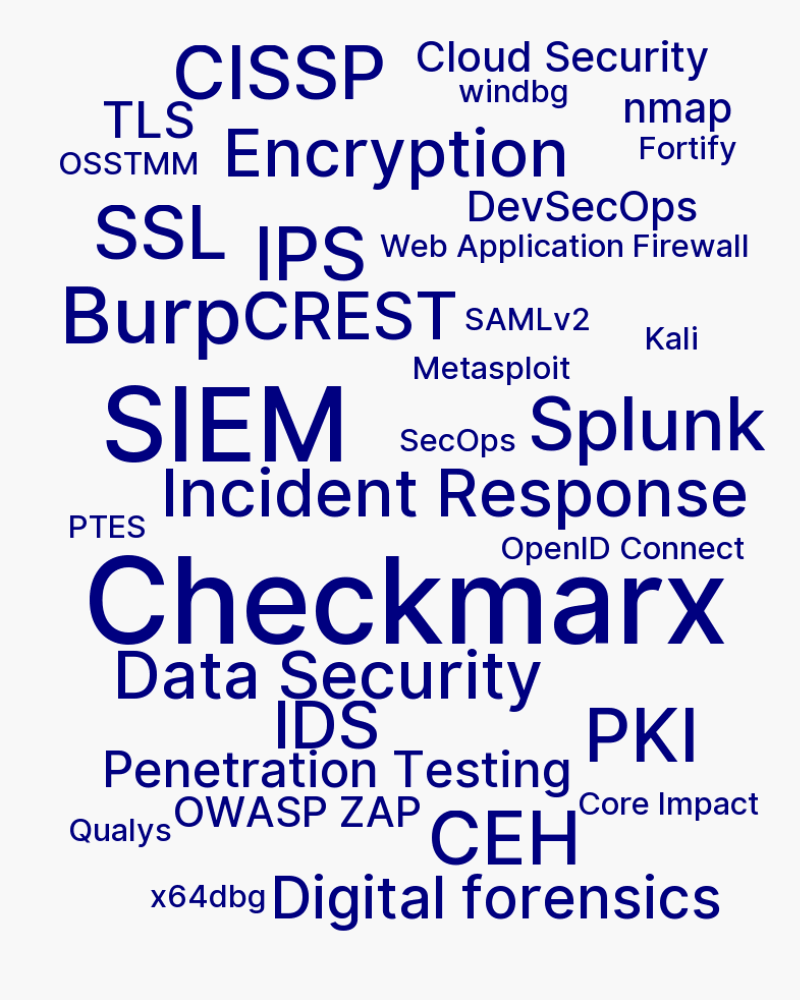 CISSP
Cloud Security
windbg
TLS
nmap
OSSTMM
Encryption
Fortify
DevSecOps
SSL
IPS
Web Application Firewall
Burp
CREST
SAMLv2
Kali
Metasploit
SIEM
SecOps
Splunk
Incident Response
PTES
OpenID Connect
Checkmarx
Data Security
IDS
PKI
Penetration Testing
Qualys
OWASP ZAP
CEH
Core Impact
x64dbg
Digital forensics